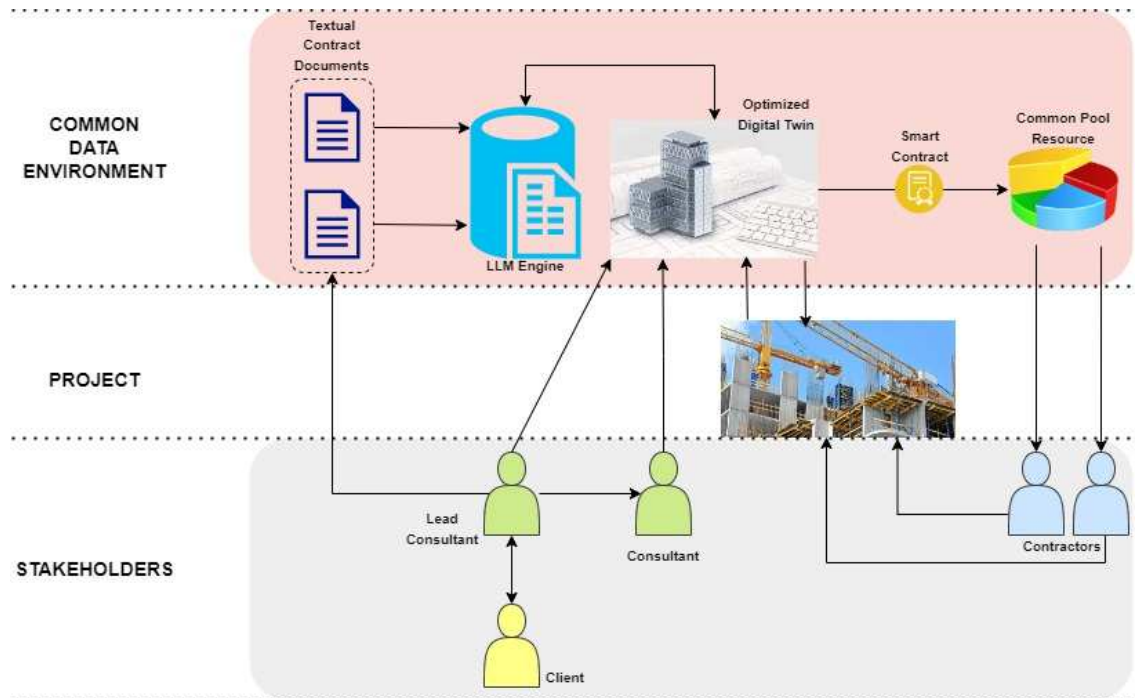 Textual
Contract
Documents
COMMON
DATA
ENVIRONMENT
Optimized
Digital Twin
Smart
Contract
Common Pool
Resource
LLM Engine
PROJECT
Lead
Consultant
Consultant
Contractors
STAKEHOLDERS
Client